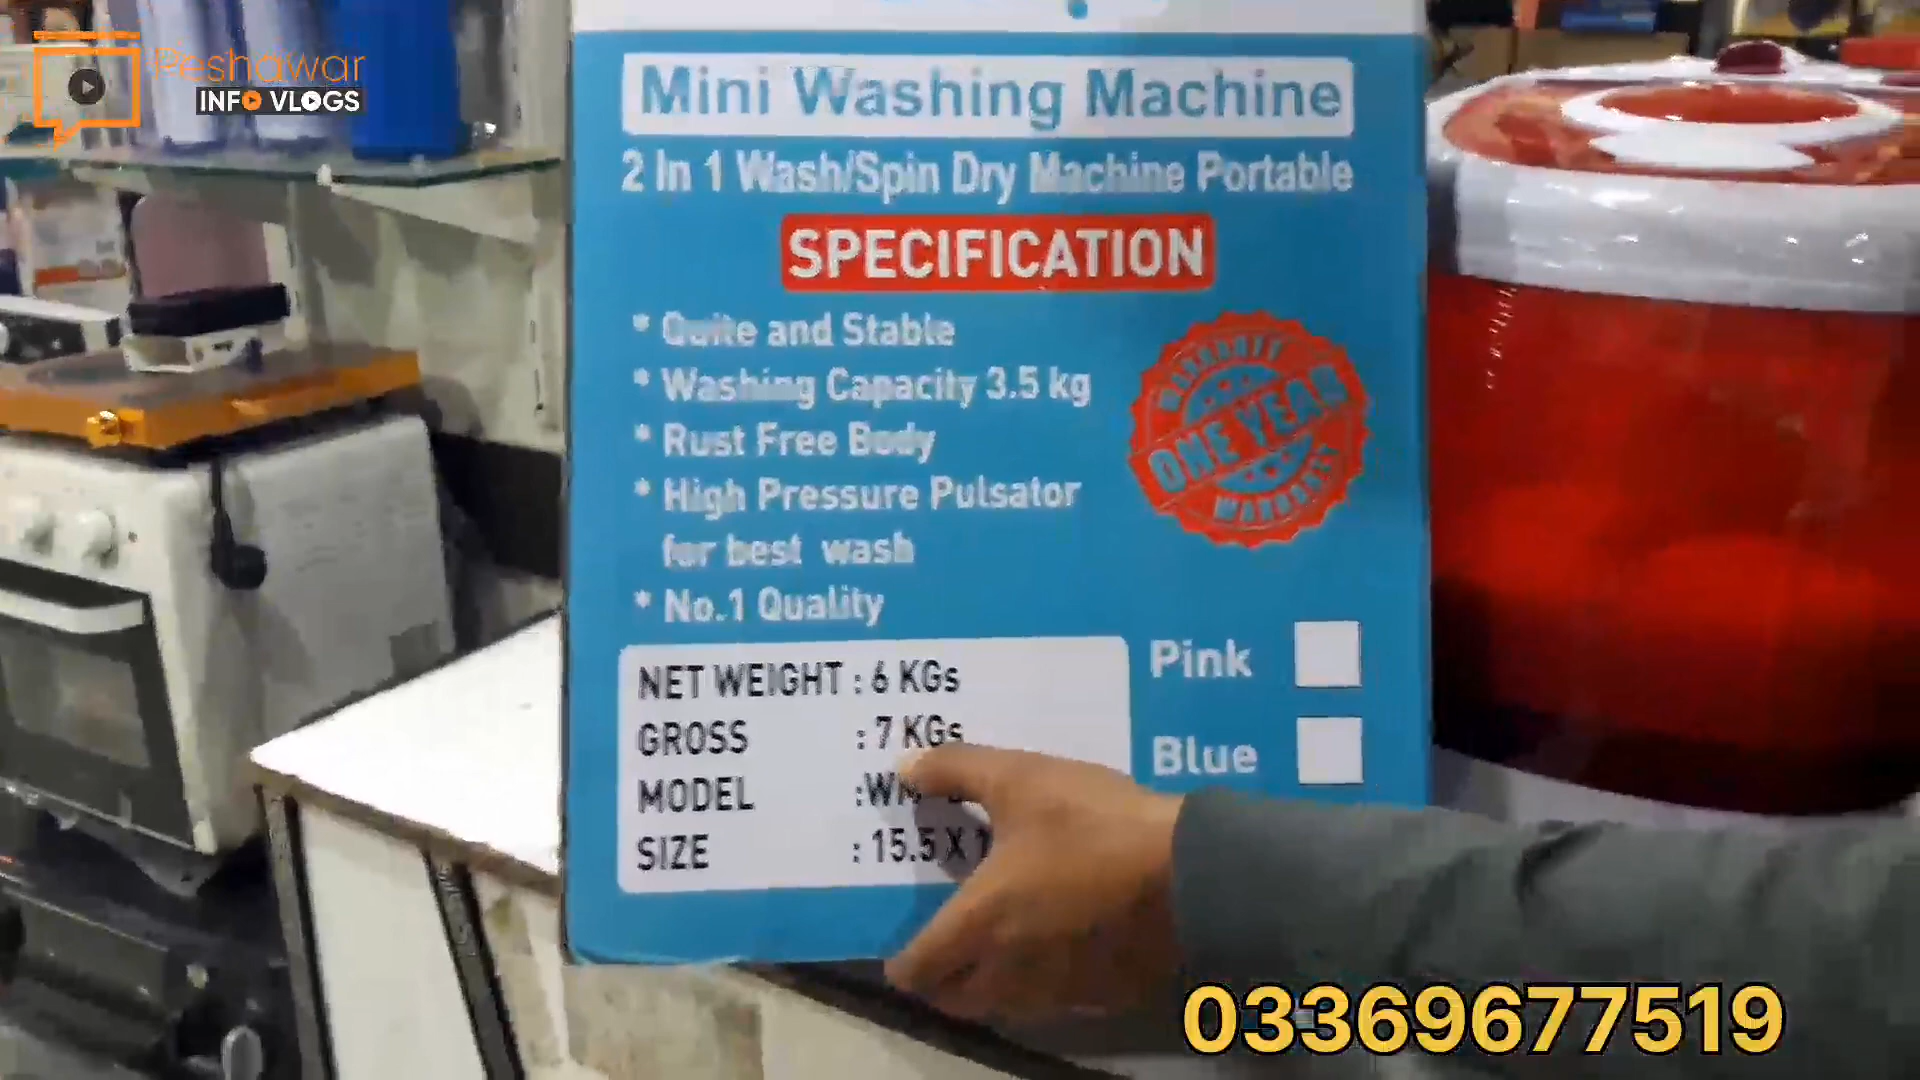 Peshawar
INFO VLOGS
Mini Washing Machine
2 In 1 Wash/Spin Dry Machine Portable
SPECIFICATION
* Quite and Stable
* Washing Capacity 3.5 kg
* Rust Free Body
* High Pressure Pulsator
for best wash
* No.1 Quality
WARRANTY
ONE YEAR
WARRANTY
NET WEIGHT : 6 KGs
GROSS : 7 KGs
MODEL
SIZE : 15.5 X
Pink
Blue
03369677519